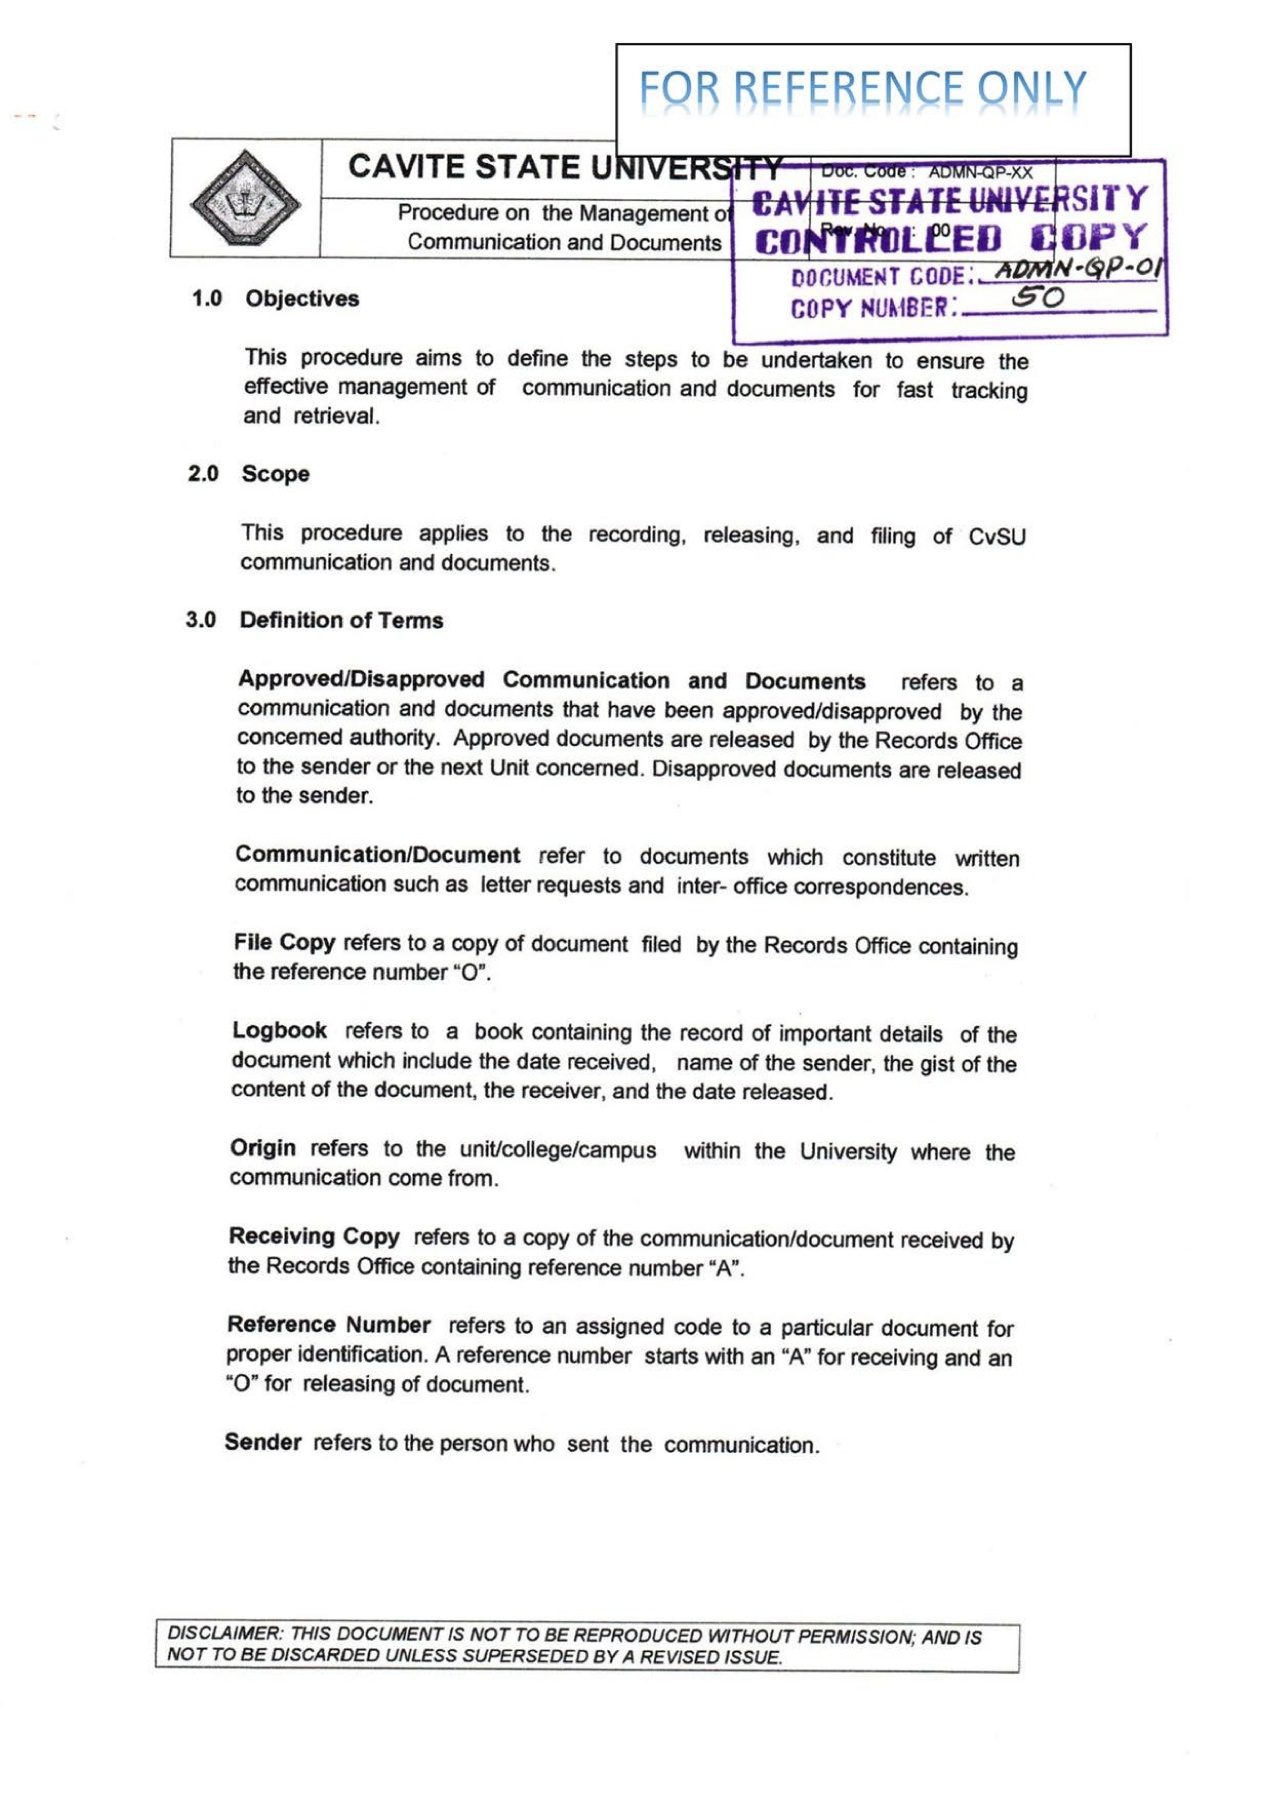 FOR REFERENCE ONLY
CAVITE STATE UNIVERSITY
Doc. Code : ADMN-QP-XX
Procedure on the Management of
Communication and Documents
Rev. No. : 00
CAVITE STATE UNIVERSITY
CONTROLLED COPY
DOCUMENT CODE: ADMN-QP-01
COPY NUMBER: 50
1.0 Objectives
This procedure aims to define the steps to be undertaken to ensure the
effective management of communication and documents for fast tracking
and retrieval.
2.0 Scope
This procedure applies to the recording, releasing, and filing of CvSU
communication and documents.
3.0 Definition of Terms
Approved/Disapproved Communication and Documents refers to a
communication and documents that have been approved/disapproved by the
concerned authority. Approved documents are released by the Records Office
to the sender or the next Unit concerned. Disapproved documents are released
to the sender.
Communication/Document refer to documents which constitute written
communication such as letter requests and inter- office correspondences.
File Copy refers to a copy of document filed by the Records Office containing
the reference number “O”.
Logbook refers to a book containing the record of important details of the
document which include the date received, name of the sender, the gist of the
content of the document, the receiver, and the date released.
Origin refers to the unit/college/campus within the University where the
communication come from.
Receiving Copy refers to a copy of the communication/document received by
the Records Office containing reference number “A”.
Reference Number refers to an assigned code to a particular document for
proper identification. A reference number starts with an “A” for receiving and an
“O” for releasing of document.
Sender refers to the person who sent the communication.
DISCLAIMER: THIS DOCUMENT IS NOT TO BE REPRODUCED WITHOUT PERMISSION; AND IS
NOT TO BE DISCARDED UNLESS SUPERSEDED BY A REVISED ISSUE.